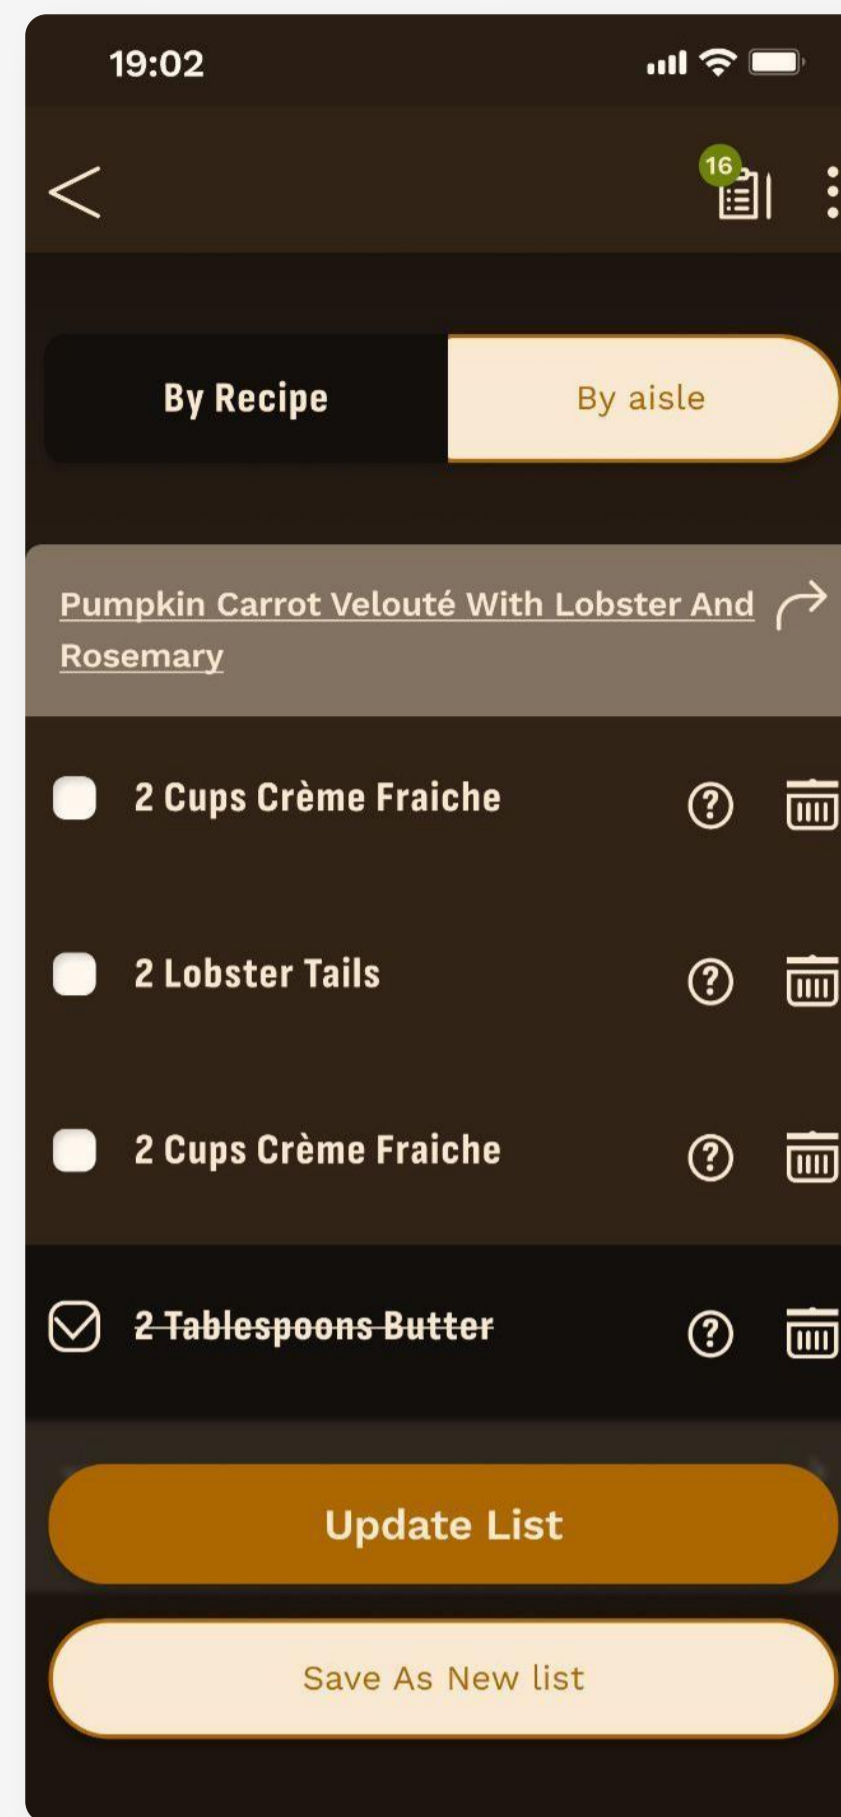 19:02
16
By Recipe
By aisle
Pumpkin Carrot Velouté With Lobster And
Rosemary
2 Cups Crème Fraiche
2 Lobster Tails
2 Cups Crème Fraiche
2 Tablespoons Butter
Update List
Save As New list